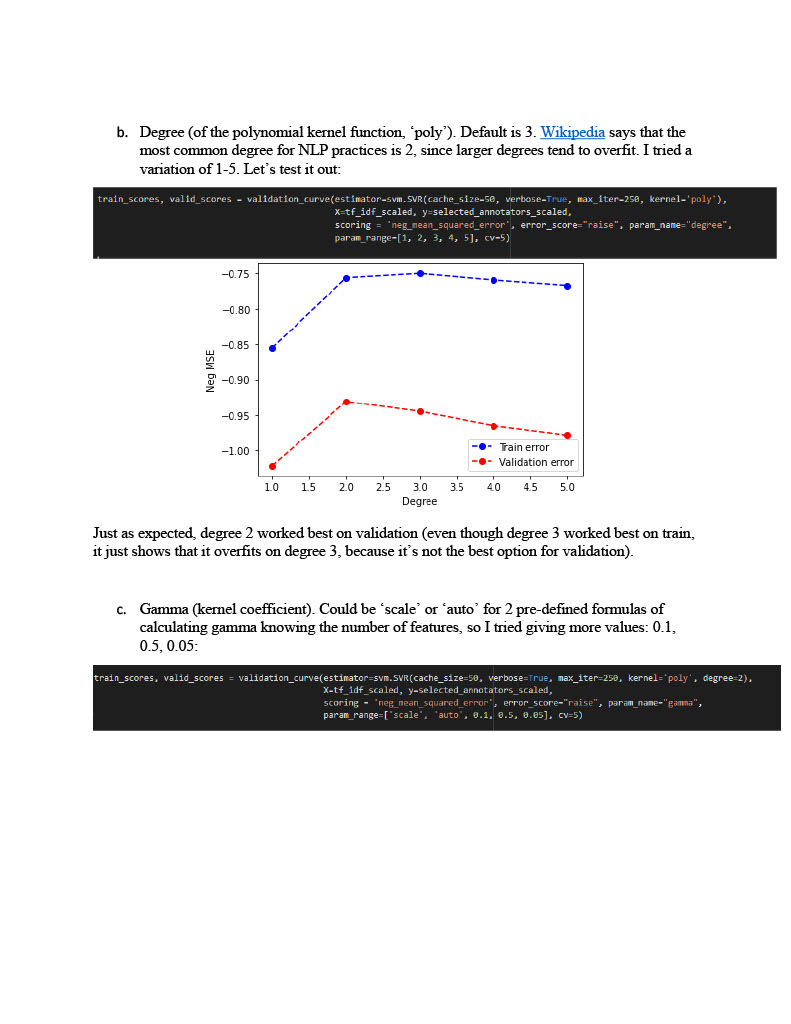 b. Degree (of the polynomial kernel function, ‘poly’). Default is 3. Wikipedia says that the
most common degree for NLP practices is 2, since larger degrees tend to overfit. I tried a
variation of 1-5. Let’s test it out:
train_scores, valid_scores = validation_curve(estimator=svm.SVR(cache_size=50, verbose=True, max_iter=250, kernel='poly'),
X=tf_idf_scaled, y=selected_annotators_scaled,
scoring = 'neg_mean_squared_error', error_score="raise", param_name="degree",
param_range=[1, 2, 3, 4, 5], cv=5)
−0.75
−0.80
−0.85
−0.90
−0.95
−1.00
Neg MSE
Train error
Validation error
1.0 1.5 2.0 2.5 3.0 3.5 4.0 4.5 5.0
Degree
Just as expected, degree 2 worked best on validation (even though degree 3 worked best on train,
it just shows that it overfits on degree 3, because it’s not the best option for validation).
c. Gamma (kernel coefficient). Could be ‘scale’ or ‘auto’ for 2 pre-defined formulas of
calculating gamma knowing the number of features, so I tried giving more values: 0.1,
0.5, 0.05:
train_scores, valid_scores = validation_curve(estimator=svm.SVR(cache_size=50, verbose=True, max_iter=250, kernel='poly', degree=2),
X=tf_idf_scaled, y=selected_annotators_scaled,
scoring = 'neg_mean_squared_error', error_score="raise", param_name="gamma",
param_range=['scale', 'auto', 0.1, 0.5, 0.05], cv=5)